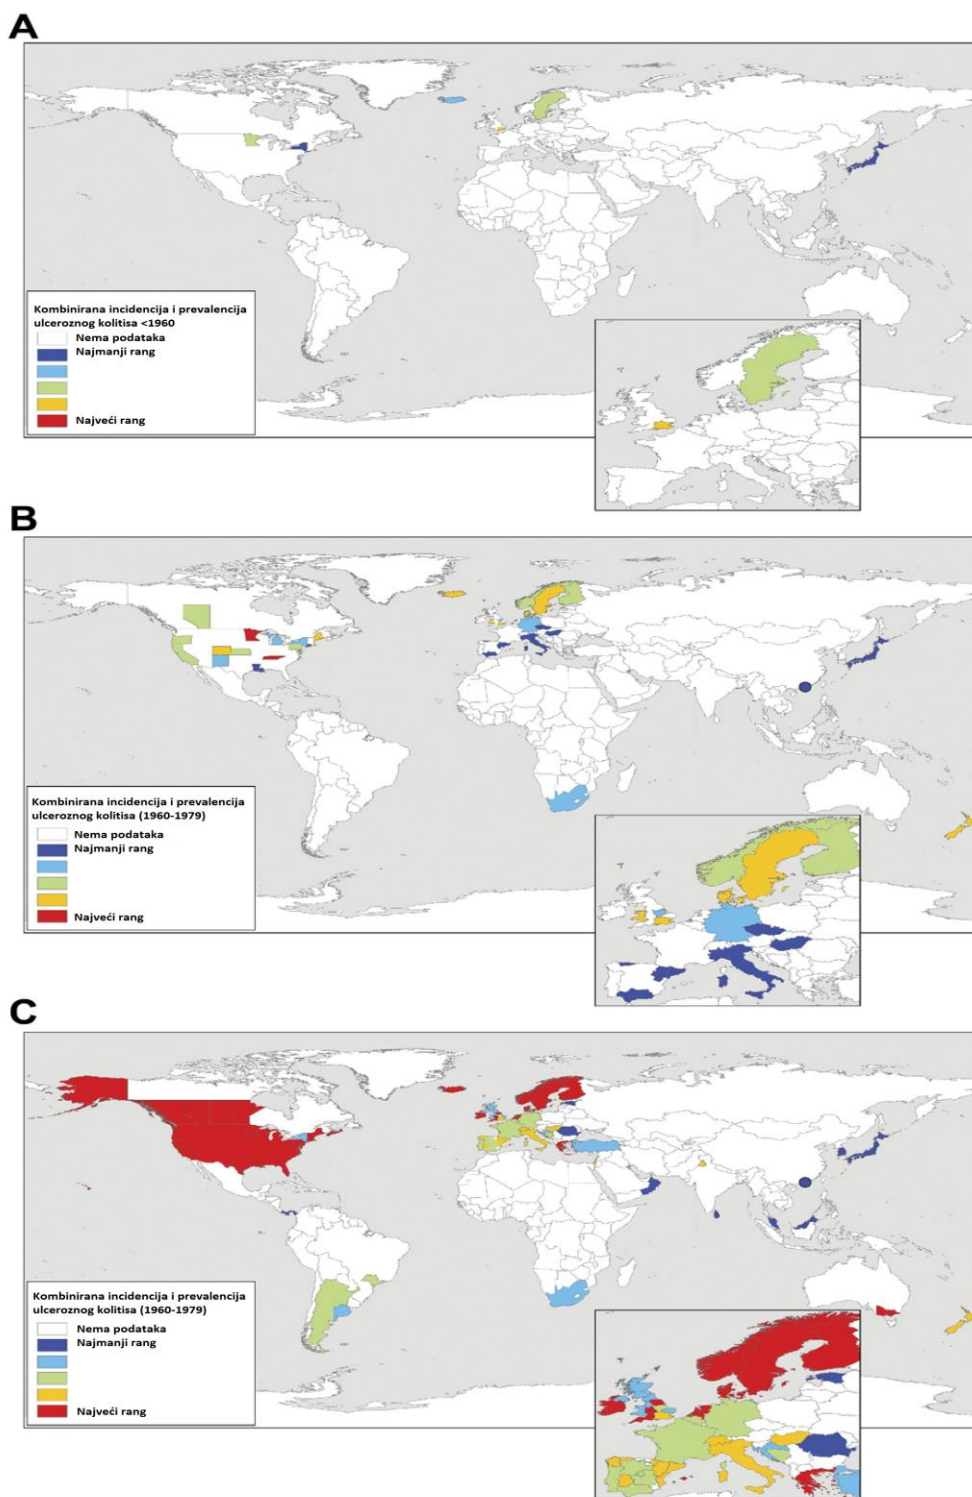 A
Kombinirana incidencija i prevalencija
ulceroznog kolitisa <1960
Nema podataka
Najmanji rang
Najveći rang
B
Kombinirana incidencija i prevalencija
ulceroznog kolitisa (1960-1979)
Nema podataka
Najmanji rang
Najveći rang
C
Kombinirana incidencija i prevalencija
ulceroznog kolitisa (1960-1979)
Nema podataka
Najmanji rang
Najveći rang